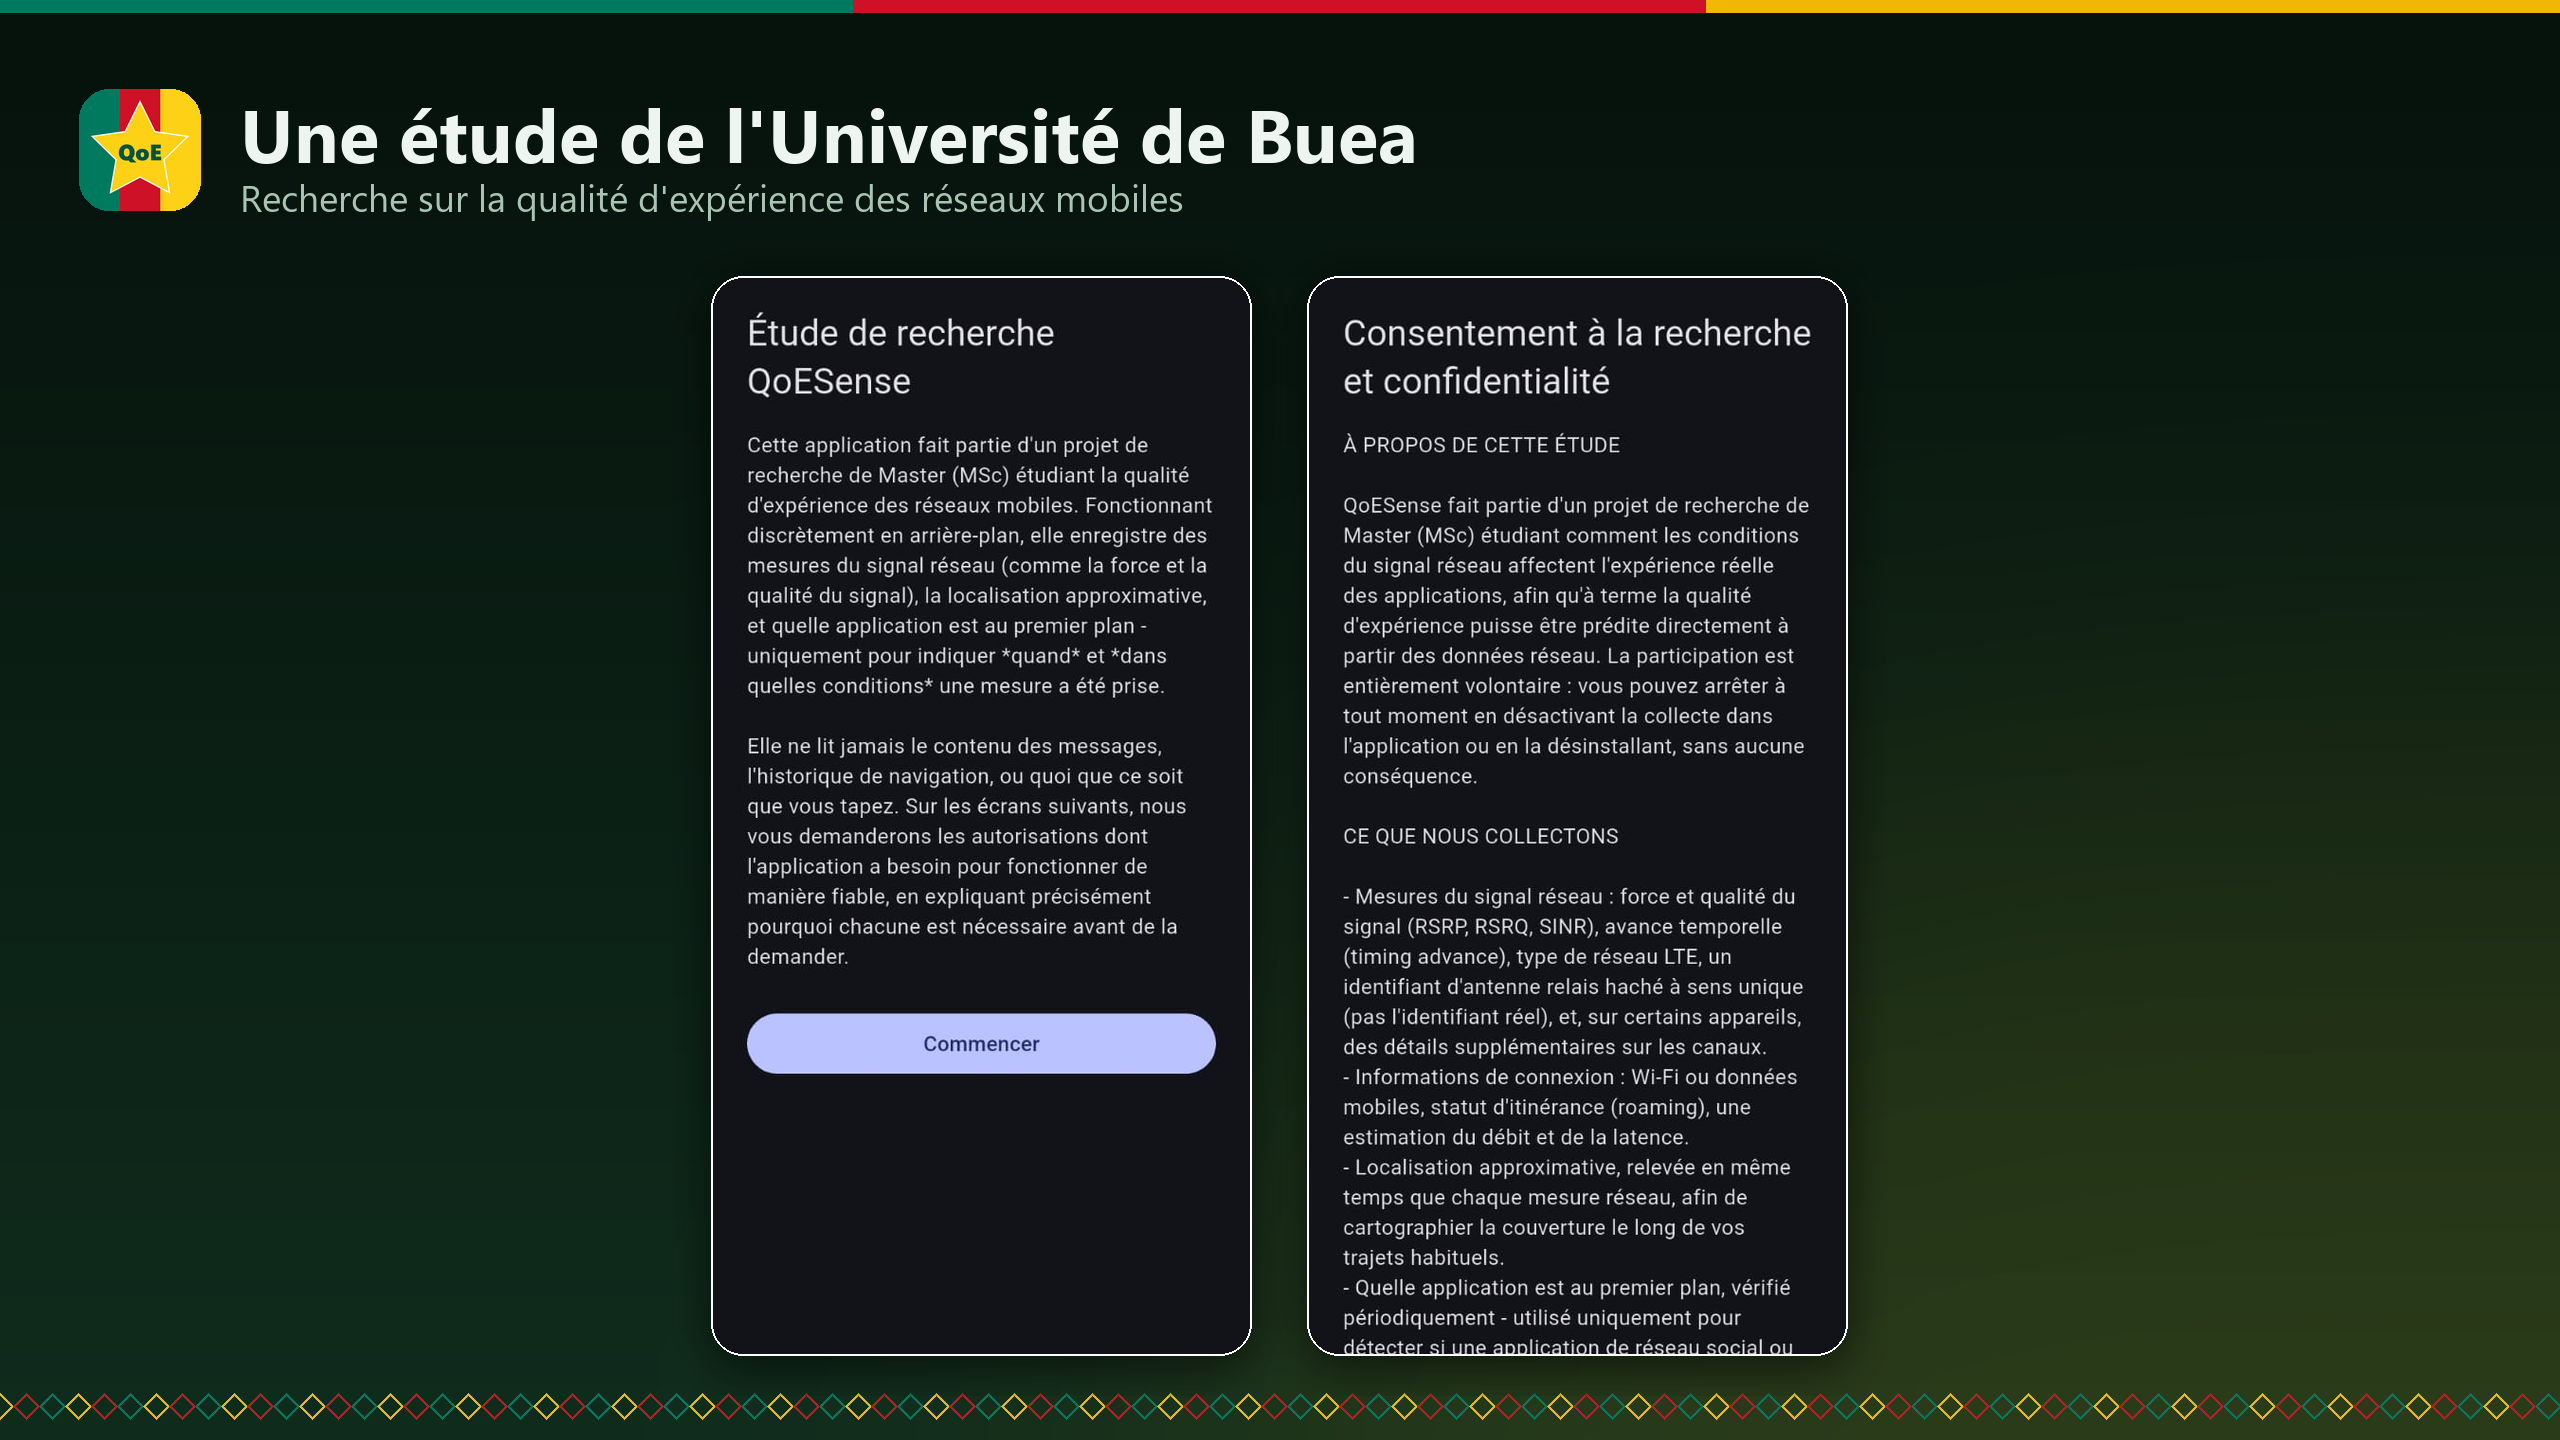 QoE
Une étude de l'Université de Buea
Recherche sur la qualité d'expérience des réseaux mobiles
Étude de recherche
QoESense
Cette application fait partie d'un projet de
recherche de Master (MSc) étudiant la qualité
d'expérience des réseaux mobiles. Fonctionnant
discrètement en arrière-plan, elle enregistre des
mesures du signal réseau (comme la force et la
qualité du signal), la localisation approximative,
et quelle application est au premier plan -
uniquement pour indiquer *quand* et *dans
quelles conditions* une mesure a été prise.
Elle ne lit jamais le contenu des messages,
l'historique de navigation, ou quoi que ce soit
que vous tapez. Sur les écrans suivants, nous
vous demanderons les autorisations dont
l'application a besoin pour fonctionner de
manière fiable, en expliquant précisément
pourquoi chacune est nécessaire avant de la
demander.
Commencer
Consentement à la recherche
et confidentialité
À PROPOS DE CETTE ÉTUDE
QoESense fait partie d'un projet de recherche de
Master (MSc) étudiant comment les conditions
du signal réseau affectent l'expérience réelle
des applications, afin qu'à terme la qualité
d'expérience puisse être prédite directement à
partir des données réseau. La participation est
entièrement volontaire : vous pouvez arrêter à
tout moment en désactivant la collecte dans
l'application ou en la désinstallant, sans aucune
conséquence.
CE QUE NOUS COLLECTONS
- Mesures du signal réseau : force et qualité du
signal (RSRP, RSRQ, SINR), avance temporelle
(timing advance), type de réseau LTE, un
identifiant d'antenne relais haché à sens unique
(pas l'identifiant réel), et, sur certains appareils,
des détails supplémentaires sur les canaux.
- Informations de connexion : Wi-Fi ou données
mobiles, statut d'itinérance (roaming), une
estimation du débit et de la latence.
- Localisation approximative, relevée en même
temps que chaque mesure réseau, afin de
cartographier la couverture le long de vos
trajets habituels.
- Quelle application est au premier plan, vérifié
périodiquement - utilisé uniquement pour
détecter si une application de réseau social ou